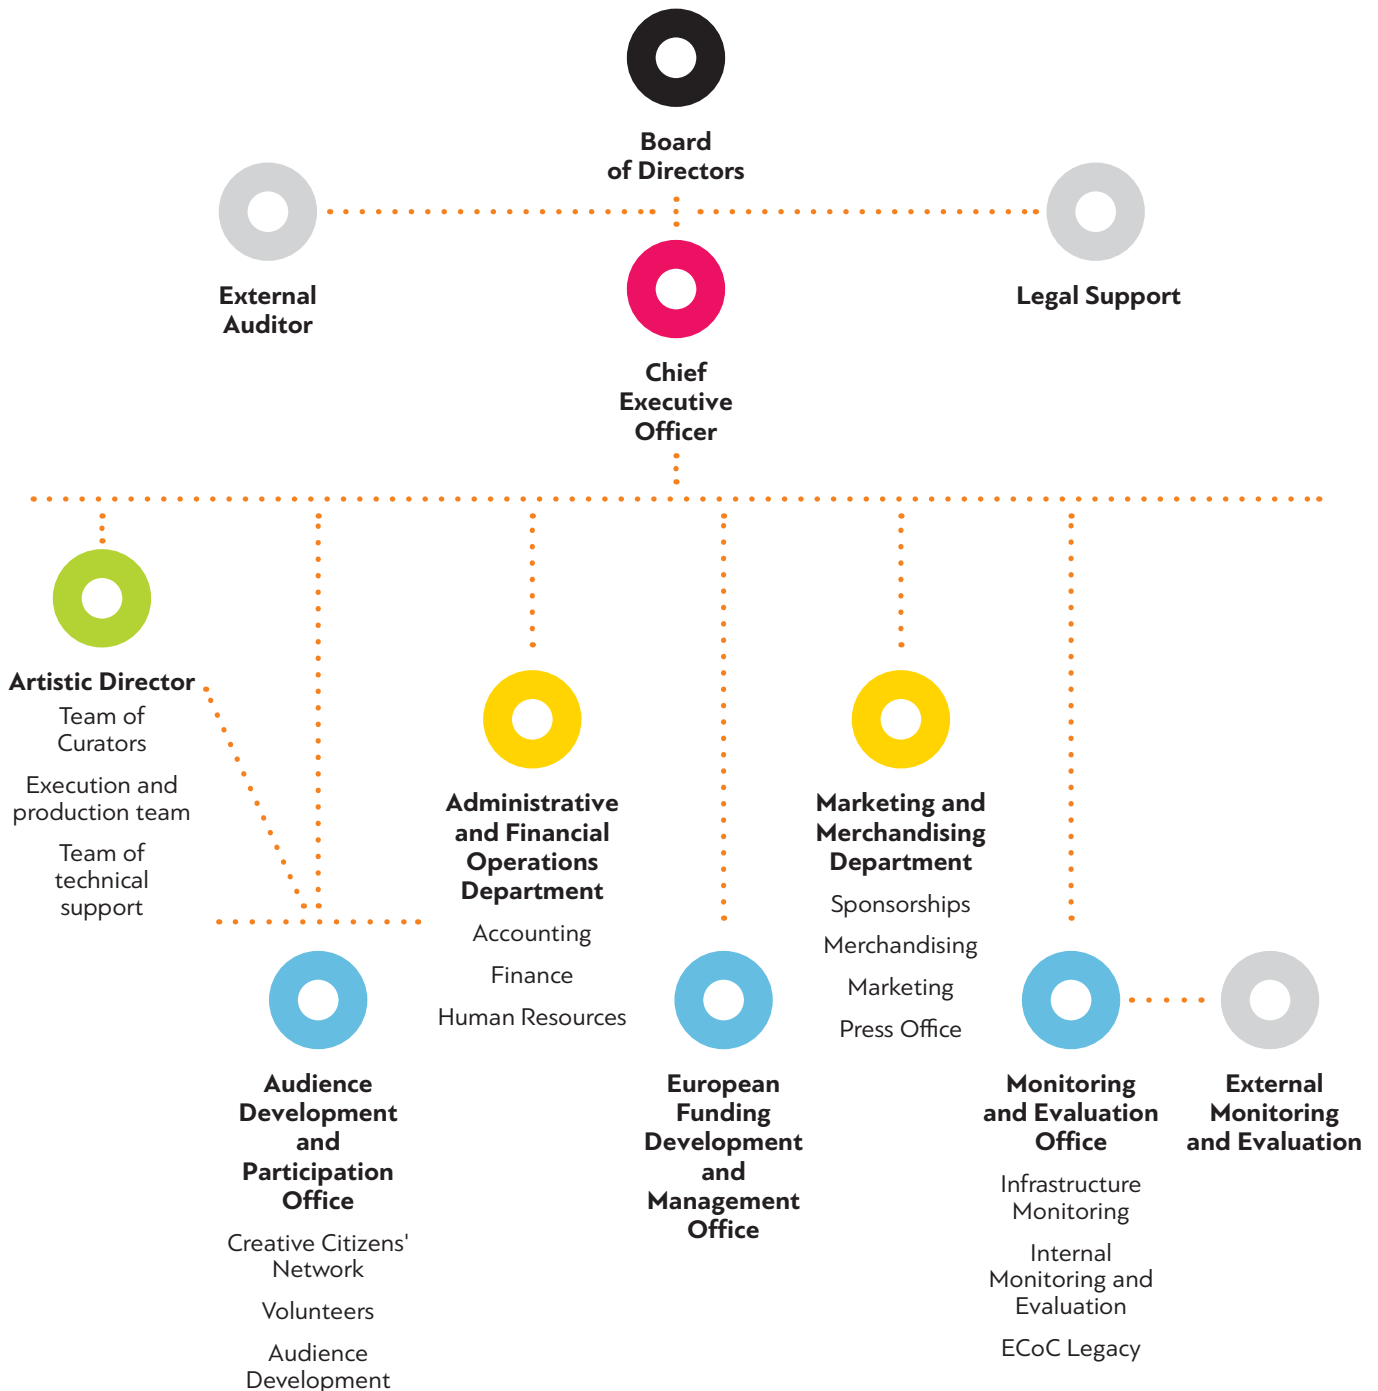 Board
of Directors
External
Auditor
Legal Support
Chief
Executive
Officer
Artistic Director
Team of
Curators
Execution and
production team
Team of
technical
support
Administrative
and Financial
Operations
Department
Accounting
Finance
Human Resources
Marketing and
Merchandising
Department
Sponsorships
Merchandising
Marketing
Press Office
Audience
Development
and
Participation
Office
Creative Citizens'
Network
Volunteers
Audience
Development
European
Funding
Development
and
Management
Office
Monitoring
and Evaluation
Office
Infrastructure
Monitoring
Internal
Monitoring and
Evaluation
ECoC Legacy
External
Monitoring
and Evaluation